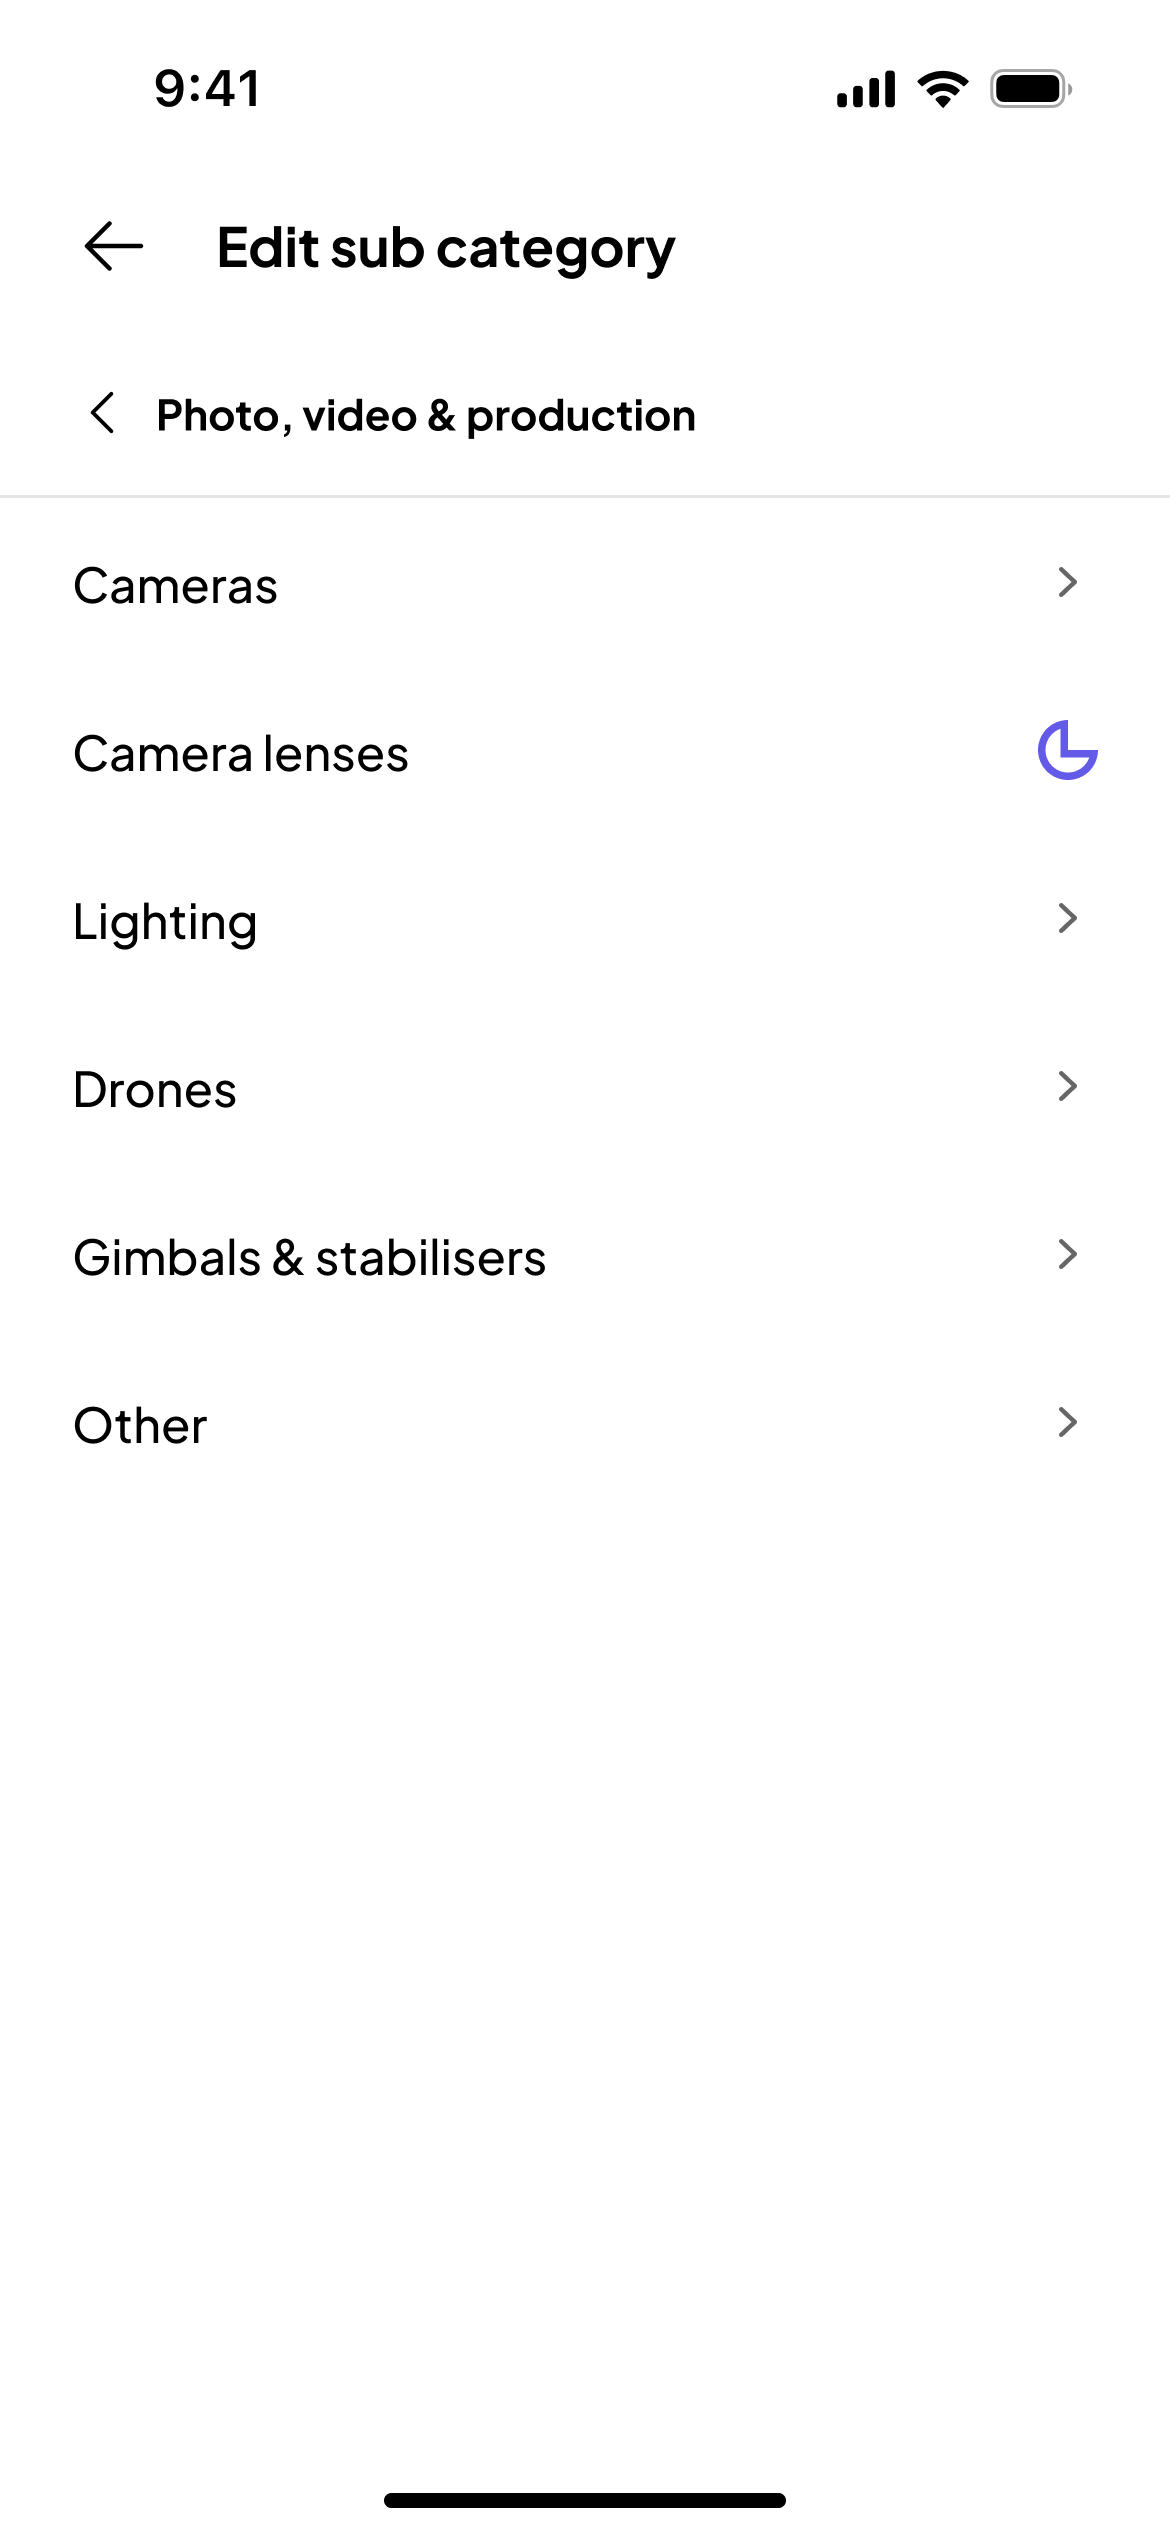 9:41
Edit sub category
Photo, video & production
Cameras
Camera lenses
Lighting
Drones
Gimbals & stabilisers
Other